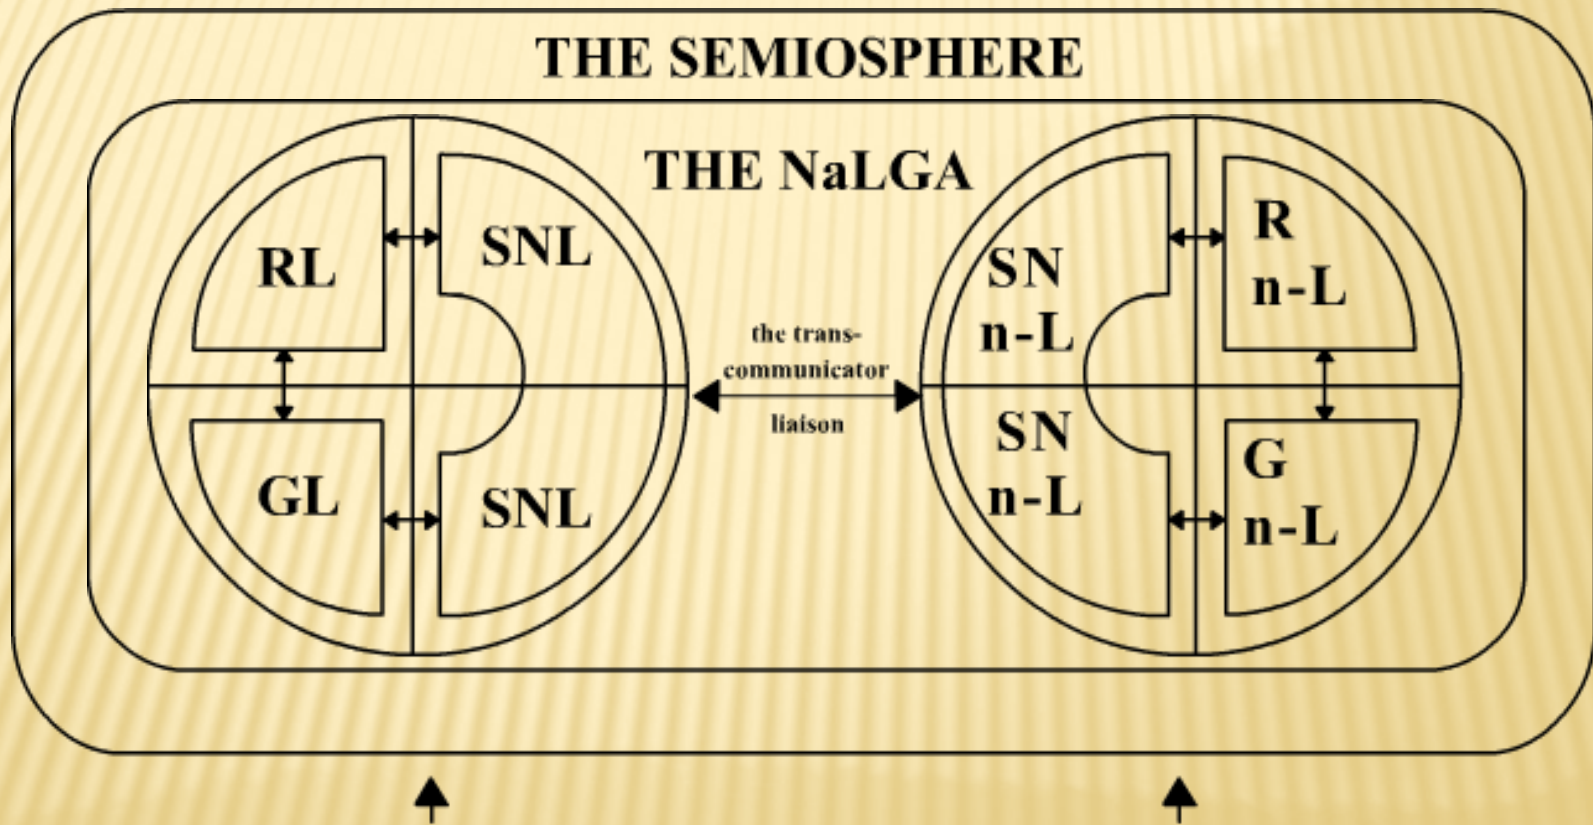 THE SEMIOSPHERE
THE NaLGA
RL
SNL
GL
SNL
the trans-
communicator
liaison
SN
n-L
SN
n-L
R
n-L
G
n-L